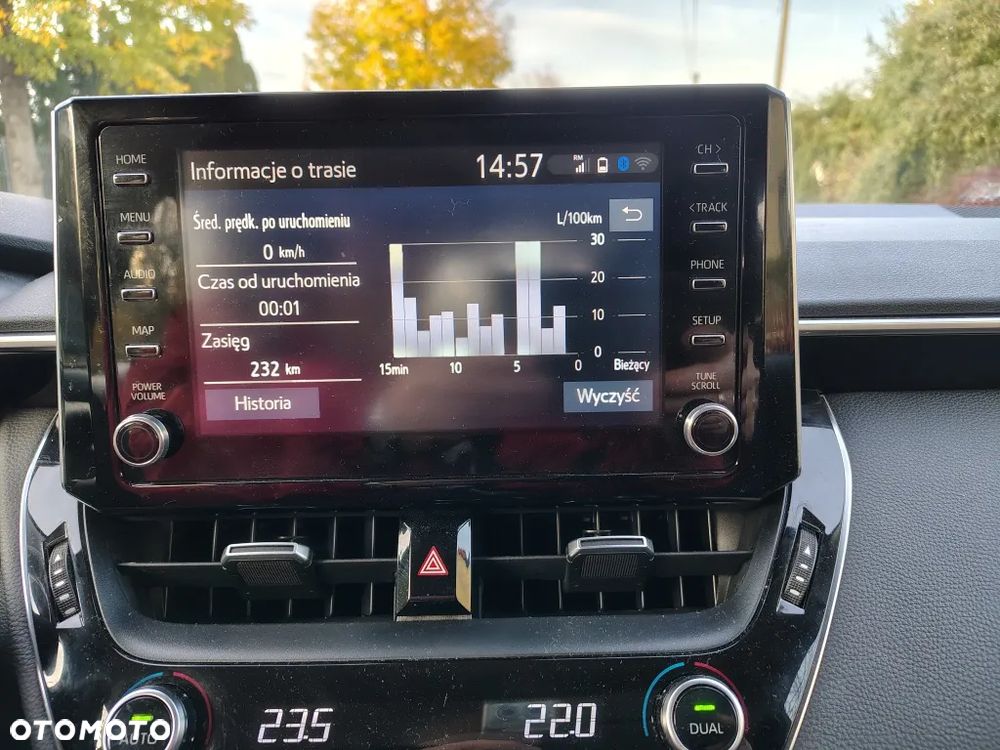 HOME
MENU
AUDIO
MAP
POWER
VOLUME
Informacje o trasie
14:57
RM
Śred. prędk. po uruchomieniu
0 km/h
Czas od uruchomienia
00:01
Zasięg
232 km
Historia
L/100km
30
20
10
0
15min 10 5 0 Bieżący
Wyczyść
CH >
< TRACK
PHONE
SETUP
TUNE
SCROLL
AUTO
23.5
22.0
DUAL
OTOMOTO